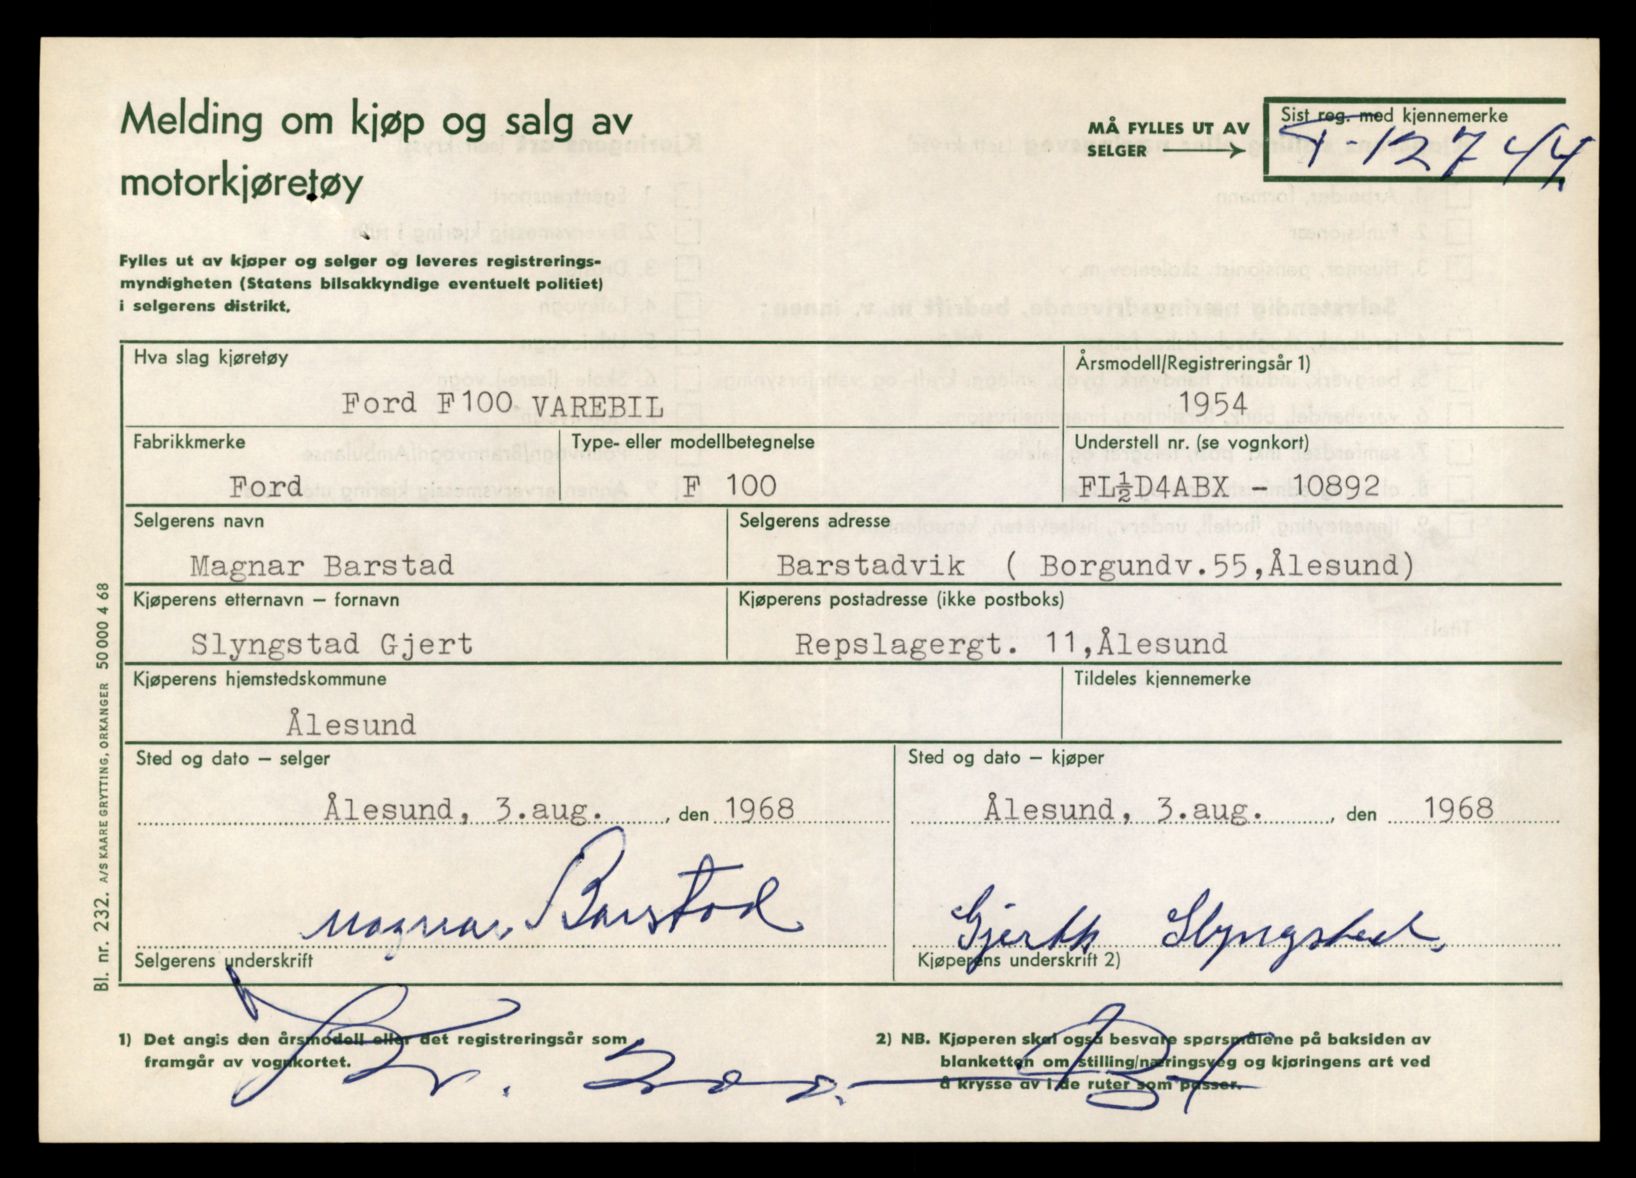 Melding om kjøp og salg av
motorkjøretøy
MÅ FYLLES UT AV
SELGER
Sist reg. med kjennemerke
T-12744
Fylles ut av kjøper og selger og leveres registrerings-
myndigheten (Statens bilsakkyndige eventuelt politiet)
i selgerens distrikt.
Hva slag kjøretøy
Ford F100 VAREBIL
Årsmodell/Registreringsår 1)
1954
Fabrikkmerke
Ford
Type- eller modellbetegnelse
F 100
Understell nr. (se vognkort)
FL½D4ABX - 10892
Selgerens navn
Magnar Barstad
Selgerens adresse
Barstadvik ( Borgundv.55,Ålesund)
Kjøperens etternavn – fornavn
Slyngstad Gjert
Kjøperens postadresse (ikke postboks)
Repslagergt. 11,Ålesund
Kjøperens hjemstedskommune
Ålesund
Tildeles kjennemerke
Sted og dato – selger
Ålesund, 3.aug. , den 1968
Sted og dato – kjøper
Ålesund, 3.aug. , den 1968
Magnar Barstad
Selgerens underskrift
Gjertt Slyngstad
Kjøperens underskrift 2)
1) Det angis den årsmodell eller det registreringsår som
framgår av vognkortet.
2) NB. Kjøperen skal også besvare spørsmålene på baksiden av
blanketten om stilling/næringsveg og kjøringens art ved
å krysse av i de ruter som passer.
Bl. nr. 232. A/S KAARE GRYTTING, ORKANGER 50000 4 68